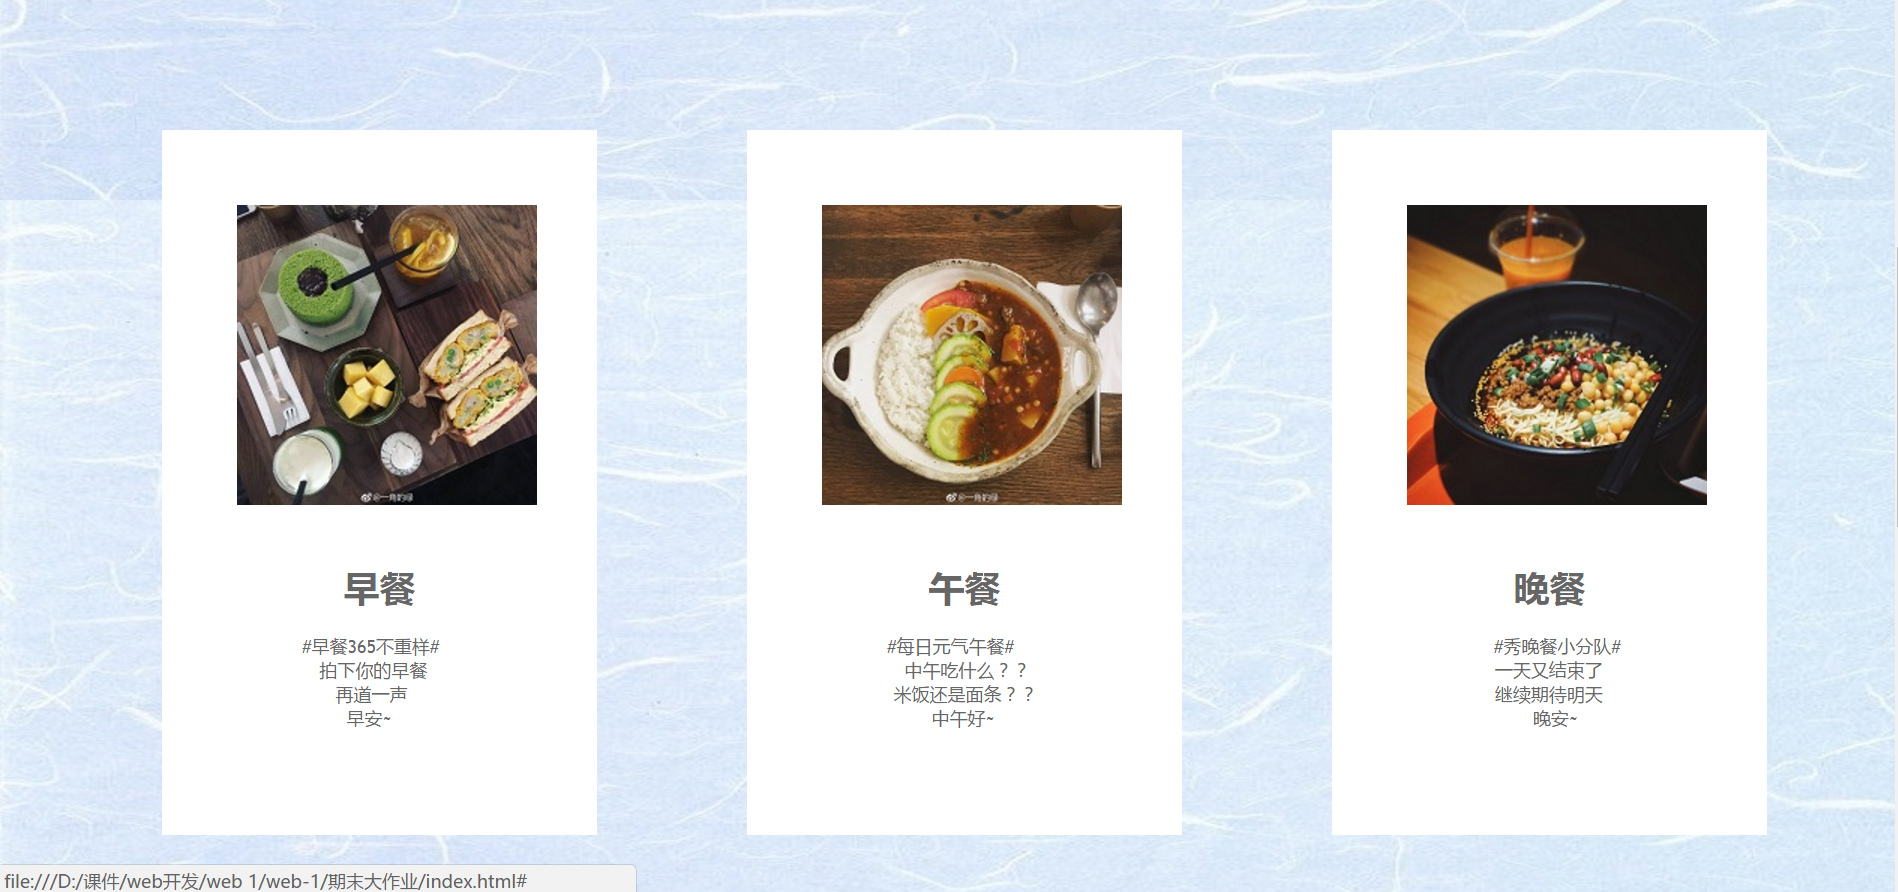 早餐
#早餐365不重样#
拍下你的早餐
再道一声
早安~
午餐
#每日元气午餐#
中午吃什么？？
米饭还是面条？？
中午好~
晚餐
#秀晚餐小分队#
一天又结束了
继续期待明天
晚安~
file:///D:/课件/web开发/web 1/web-1/期末大作业/index.html#